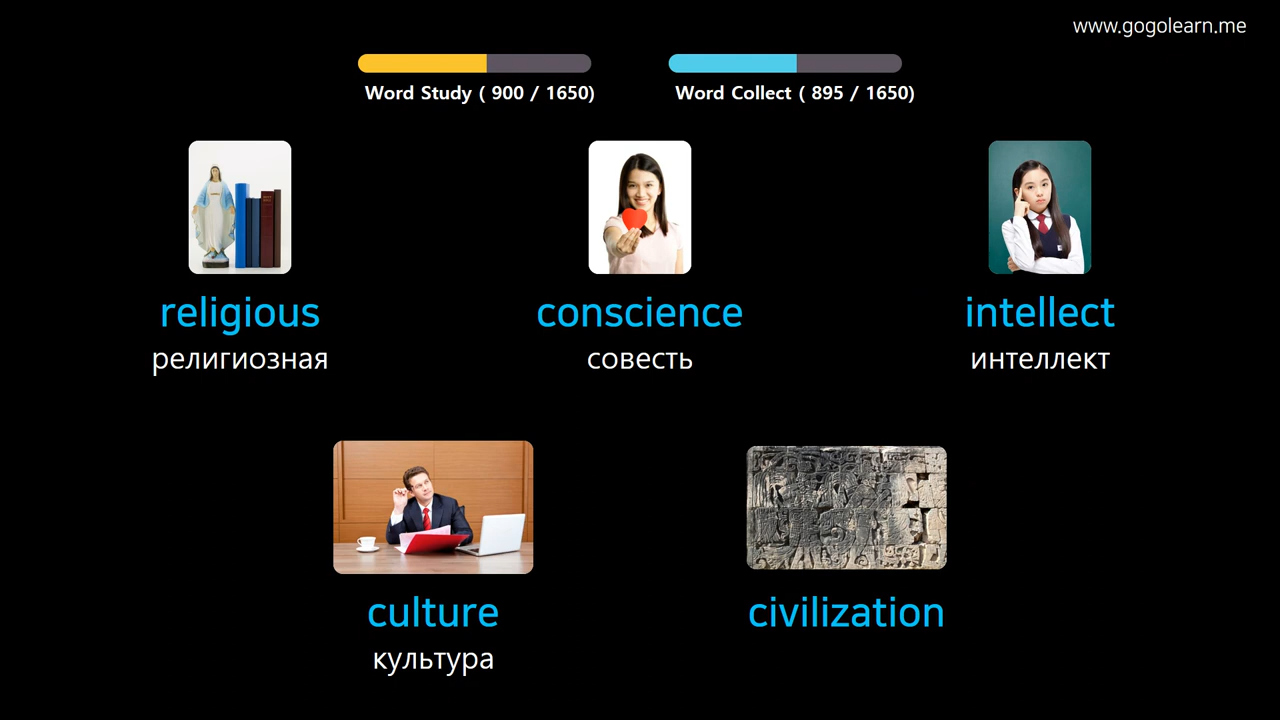 www.gogolearn.me
Word Study ( 900 / 1650)
Word Collect ( 895 / 1650)
religious
религиозная
conscience
совесть
intellect
интеллект
culture
культура
civilization